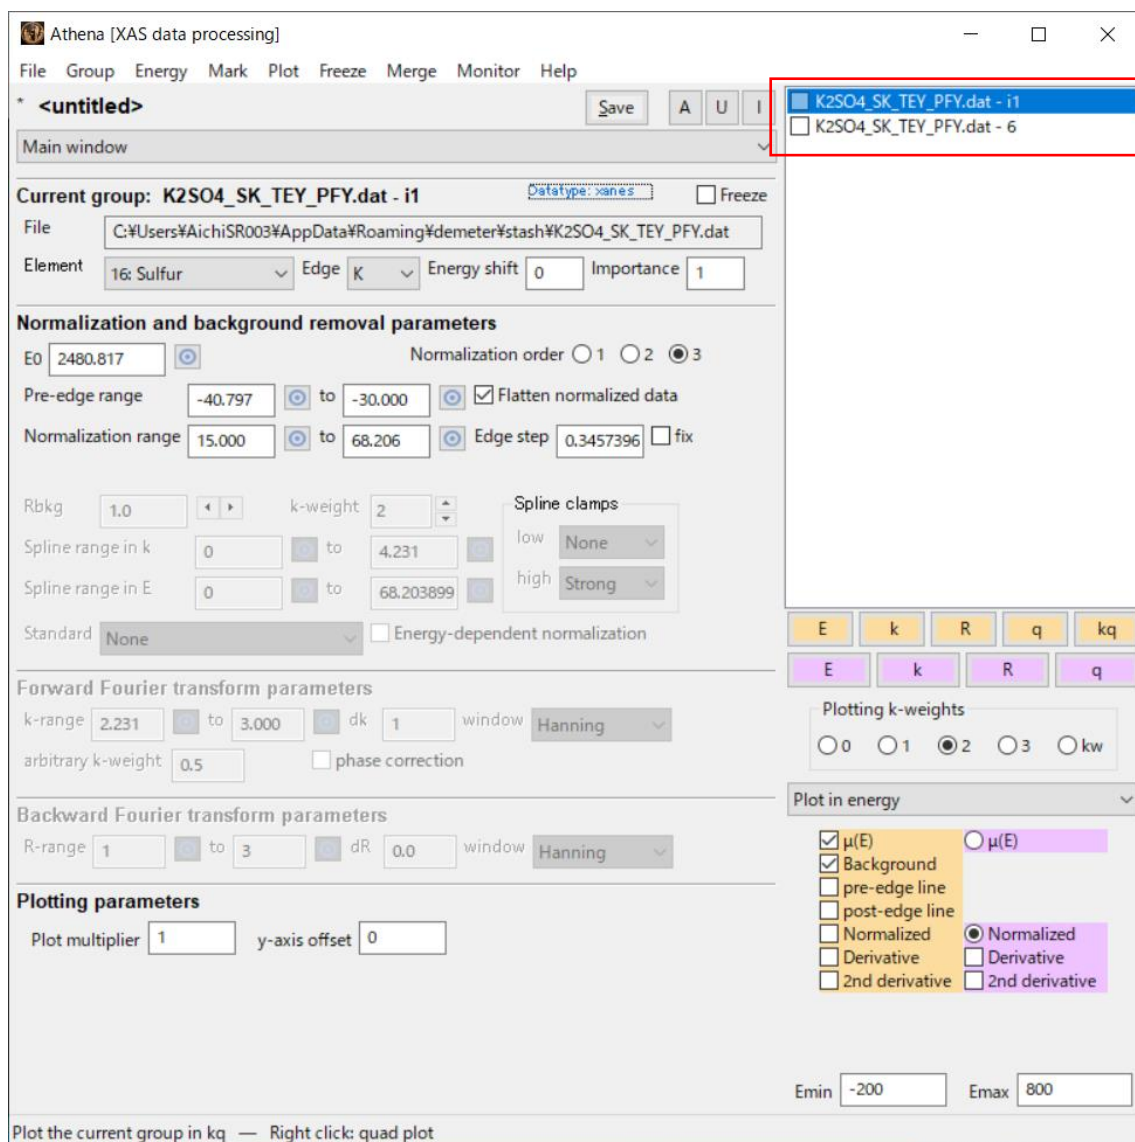 Athena [XAS data processing]
File Group Energy Mark Plot Freeze Merge Monitor Help
* <untitled> Save A U I
Main window
Current group: K2SO4_SK_TEY_PFY.dat - i1 Datatype: xanes Freeze
File C:¥Users¥AichiSR003¥AppData¥Roaming¥demeter¥stash¥K2SO4_SK_TEY_PFY.dat
Element 16: Sulfur Edge K Energy shift 0 Importance 1
Normalization and background removal parameters
E0 2480.817 Normalization order 1 2 3
Pre-edge range -40.797 to -30.000 Flatten normalized data
Normalization range 15.000 to 68.206 Edge step 0.3457396 fix
Rbkg 1.0 k-weight 2 Spline clamps
Spline range in k 0 to 4.231 low None
Spline range in E 0 to 68.203899 high Strong
Standard None Energy-dependent normalization
Forward Fourier transform parameters
k-range 2.231 to 3.000 dk 1 window Hanning
arbitrary k-weight 0.5 phase correction
Backward Fourier transform parameters
R-range 1 to 3 dR 0.0 window Hanning
Plotting parameters
Plot multiplier 1 y-axis offset 0
K2SO4_SK_TEY_PFY.dat - i1
K2SO4_SK_TEY_PFY.dat - 6
E k R q kq
E k R q
Plotting k-weights
0 1 2 3 kw
Plot in energy
μ(E) μ(E)
Background
pre-edge line
post-edge line
Normalized Normalized
Derivative Derivative
2nd derivative 2nd derivative
Emin -200 Emax 800
Plot the current group in kq — Right click: quad plot